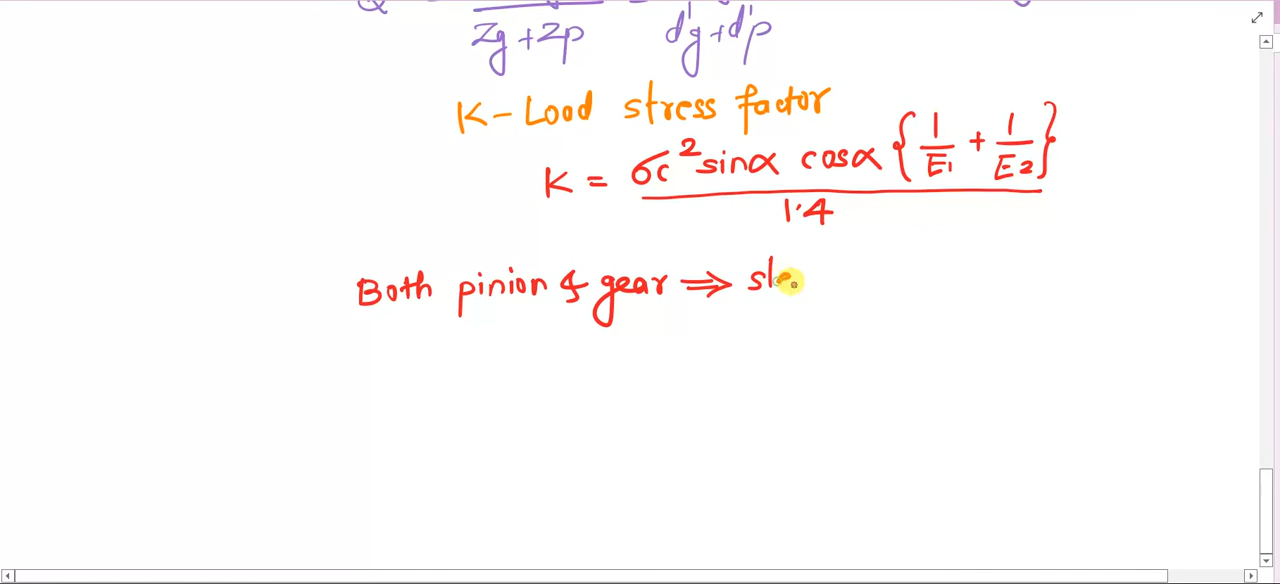 Zg+Zp d'g+d'p
K - Load stress factor
K = σc² sinα cosα {1/E1 + 1/E2} / 1.4
Both pinion & gear ⇒